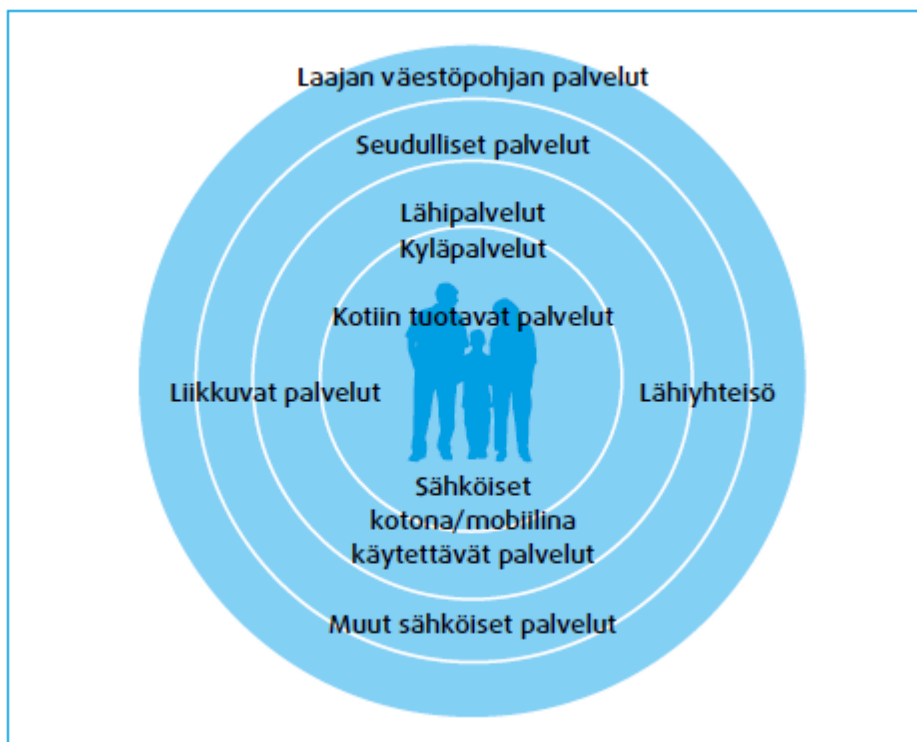 Laajan väestöpohjan palvelut
Seudulliset palvelut
Lähipalvelut
Kyläpalvelut
Kotiin tuotavat palvelut
Liikkuvat palvelut
Lähiyhteisö
Sähköiset
kotona/mobiilina
käytettävät palvelut
Muut sähköiset palvelut